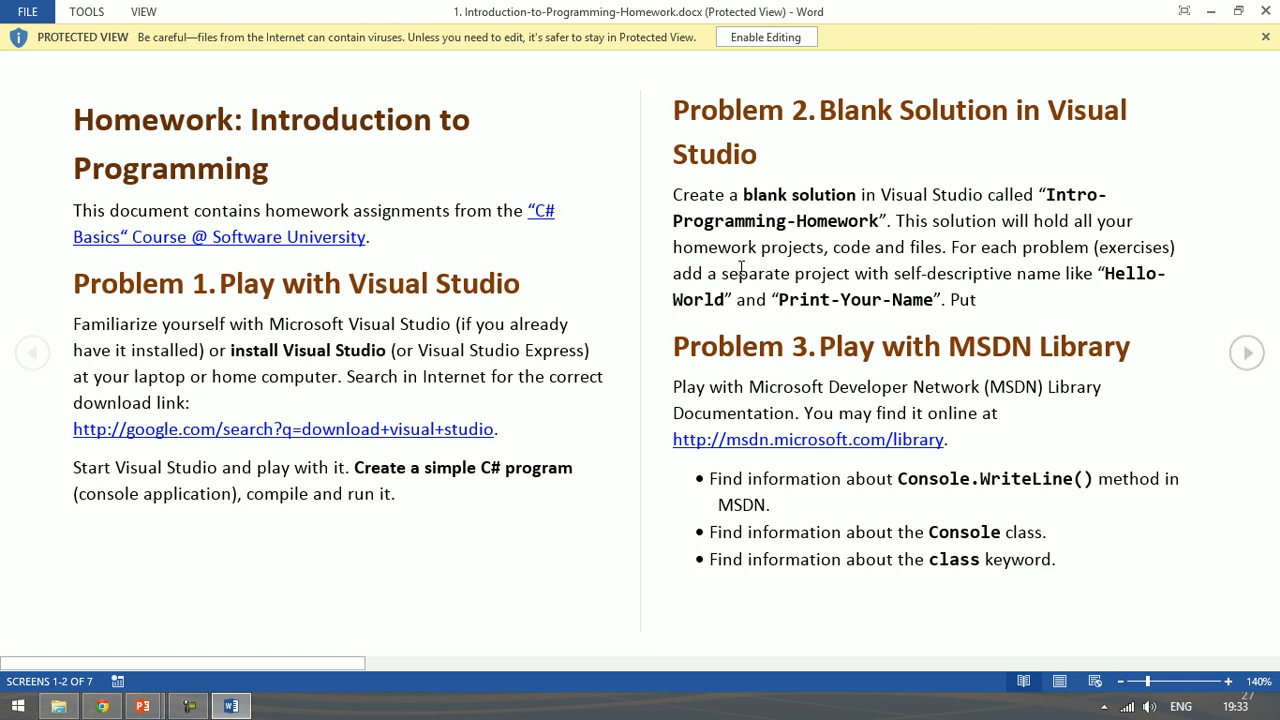 FILE TOOLS VIEW
1. Introduction-to-Programming-Homework.docx (Protected View) - Word
PROTECTED VIEW Be careful—files from the Internet can contain viruses. Unless you need to edit, it's safer to stay in Protected View. Enable Editing
Homework: Introduction to
Programming
This document contains homework assignments from the “C#
Basics“ Course @ Software University.
Problem 1. Play with Visual Studio
Familiarize yourself with Microsoft Visual Studio (if you already
have it installed) or install Visual Studio (or Visual Studio Express)
at your laptop or home computer. Search in Internet for the correct
download link:
http://google.com/search?q=download+visual+studio.
Start Visual Studio and play with it. Create a simple C# program
(console application), compile and run it.
Problem 2. Blank Solution in Visual
Studio
Create a blank solution in Visual Studio called “Intro-
Programming-Homework”. This solution will hold all your
homework projects, code and files. For each problem (exercises)
add a separate project with self-descriptive name like “Hello-
World” and “Print-Your-Name”. Put
Problem 3. Play with MSDN Library
Play with Microsoft Developer Network (MSDN) Library
Documentation. You may find it online at
http://msdn.microsoft.com/library.
• Find information about Console.WriteLine() method in
MSDN.
• Find information about the Console class.
• Find information about the class keyword.
SCREENS 1-2 OF 7
140%
27
ENG 19:33